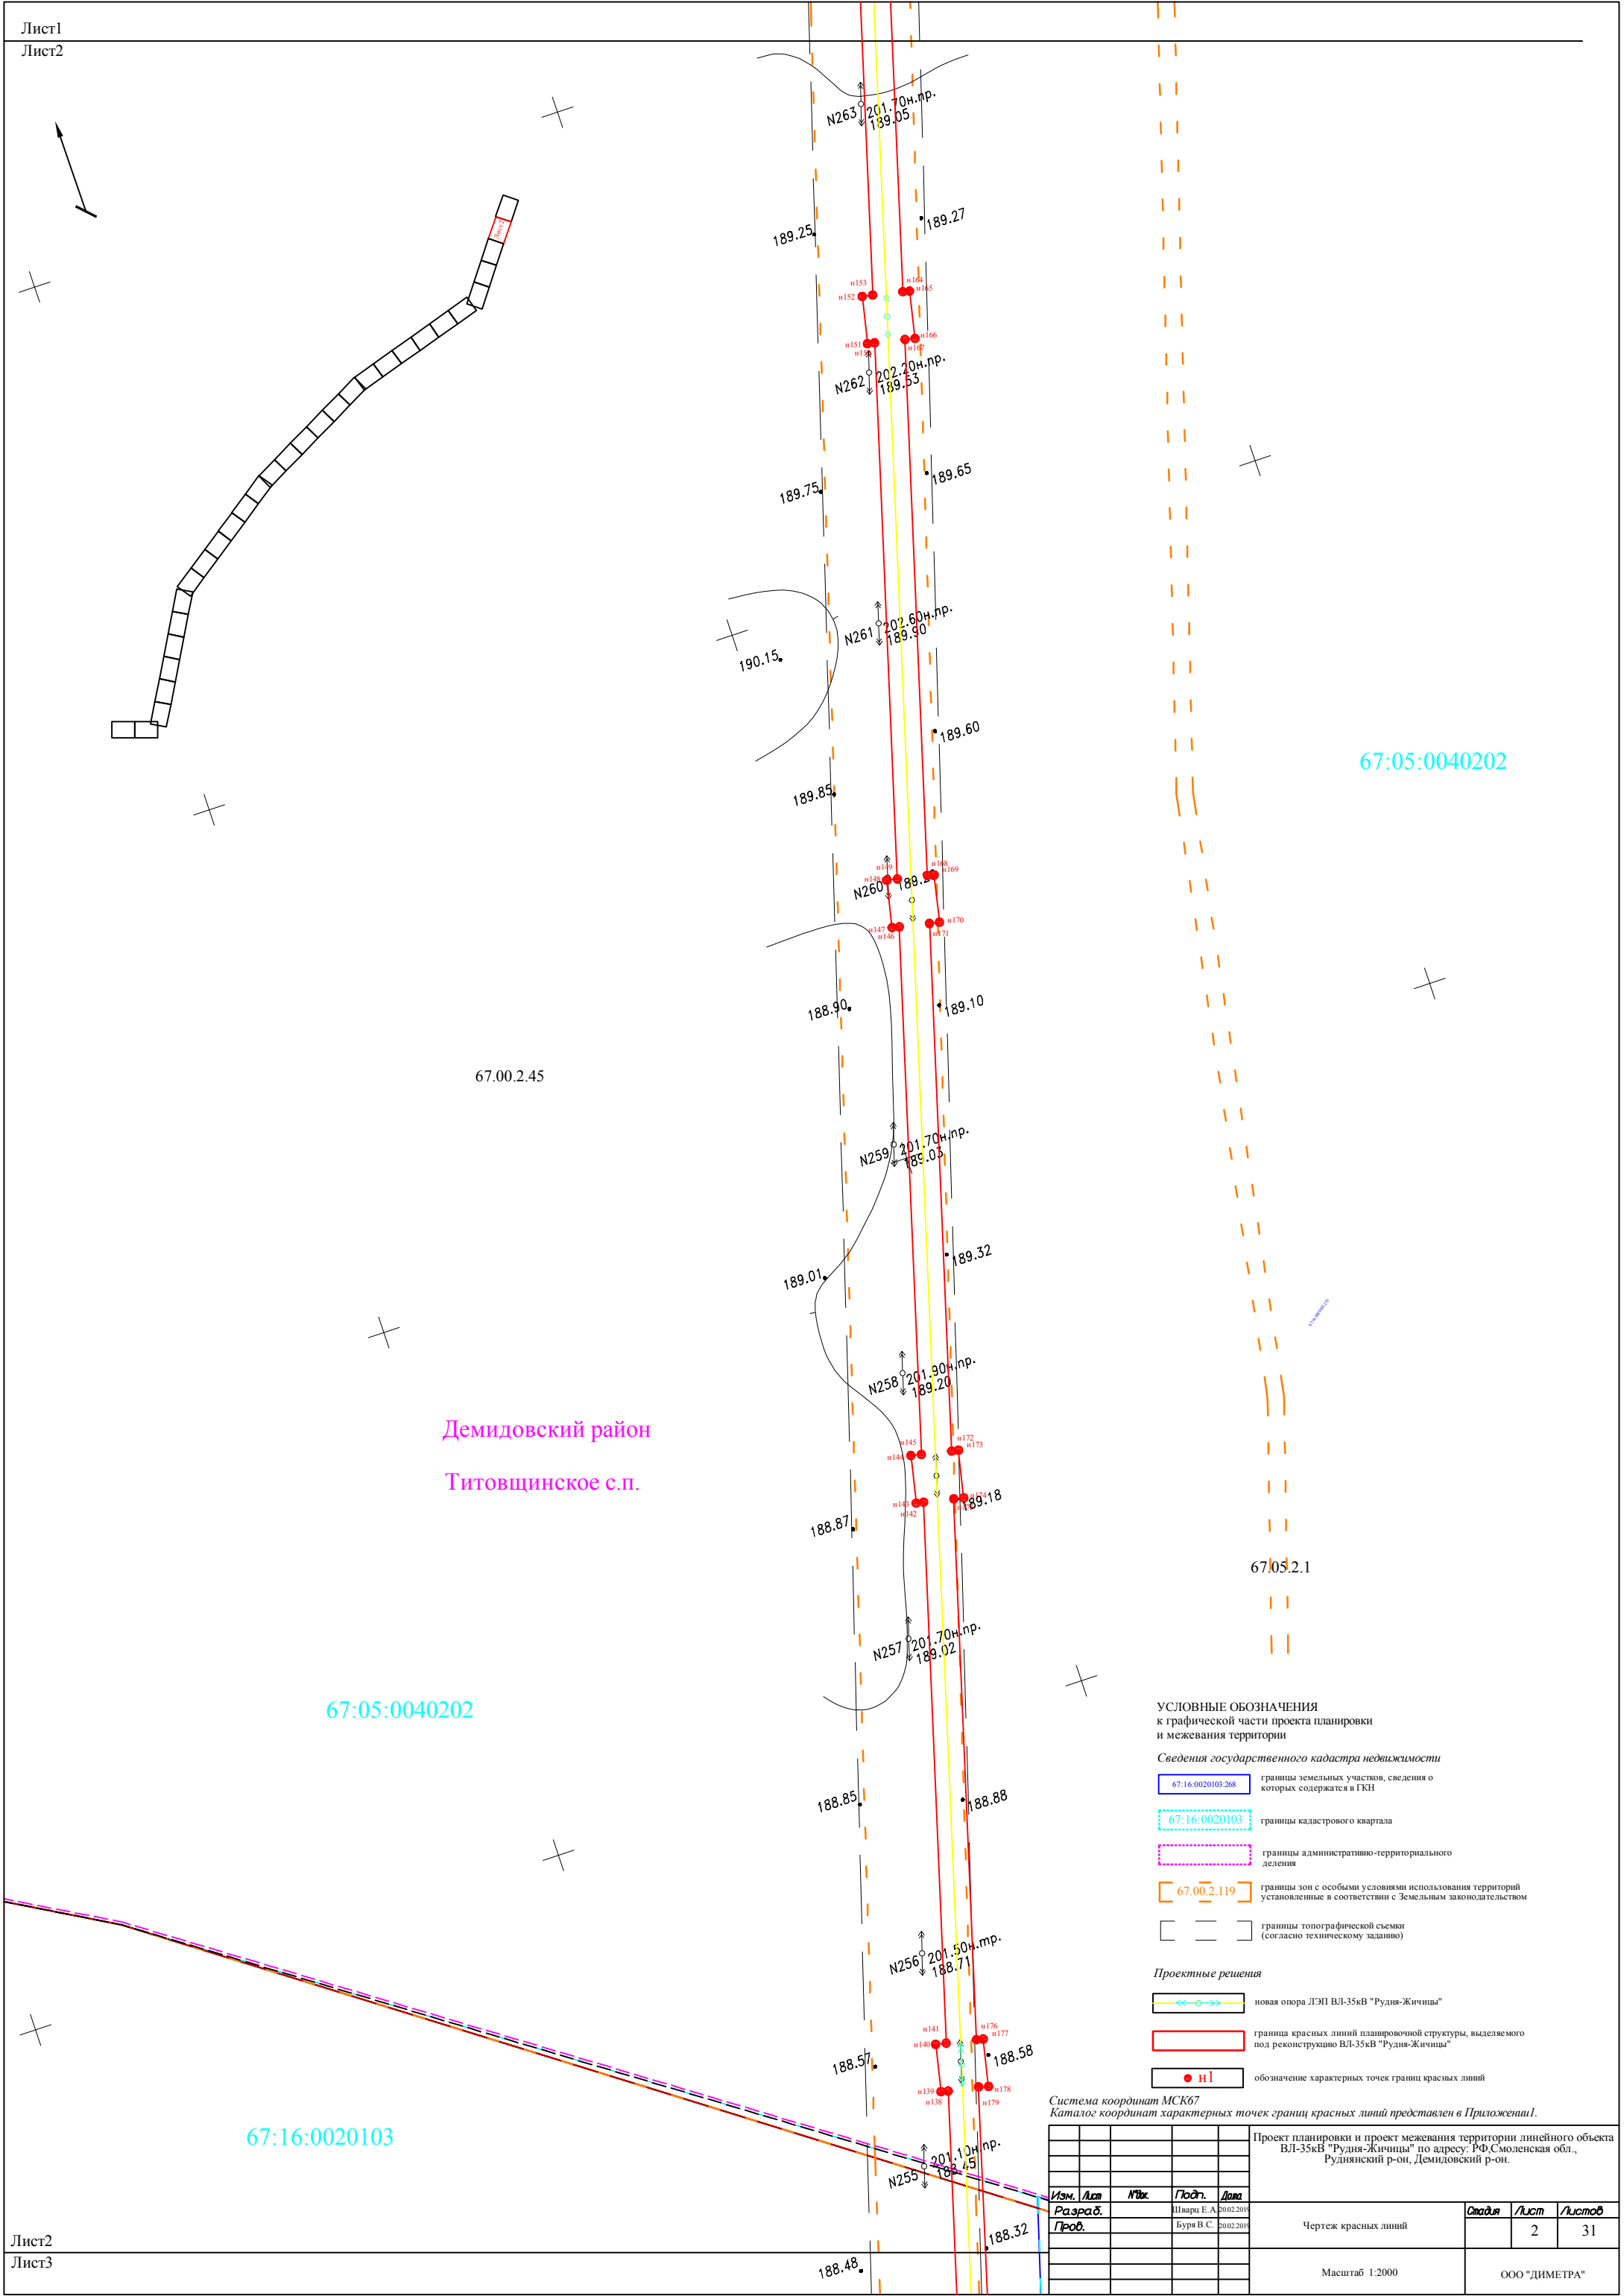 Лист1
Лист2
N263 201.70н.пр.
189.05
189.27
189.25
Лист2
н153
н164
н165
н152
н166
н151
н167
N262 202.20н.пр.
189.53
189.65
189.75
N261 202.60н.пр.
189.90
190.15
189.60
67:05:0040202
189.85
н149
н168
н169
н148
N260
н170
н147
н146
н171
188.90
189.10
67.00.2.45
N259 201.70н.пр.
189.03
189.32
189.01
N258 201.90н.пр.
189.20
Демидовский район
Титовщинское с.п.
н145
н172
н173
н144
н174
н143
н142
189.18
188.87
67.05.2.1
N257 201.70н.пр.
189.02
67:05:0040202
188.85
188.88
УСЛОВНЫЕ ОБОЗНАЧЕНИЯ
к графической части проекта планировки
и межевания территории
Сведения государственного кадастра недвижимости
67:16:0020103:268
границы земельных участков, сведения о
которых содержатся в ГКН
67:16:0020103
границы кадастрового квартала
границы административно-территориального
деления
67.00.2.119
границы зон с особыми условиями использования территорий
установленные в соответствии с Земельным законодательством
границы топографической съемки
(согласно техническому заданию)
Проектные решения
новая опора ЛЭП ВЛ-35кВ "Рудня-Жичицы"
граница красных линий планировочной структуры, выделяемого
под реконструкцию ВЛ-35кВ "Рудня-Жичицы"
н1
обозначение характерных точек границ красных линий
N256 201.50н.тр.
188.71
н141
н176
н177
н140
188.57
188.58
н139
н178
н138
н179
67:16:0020103
N255 201.10н.пр.
188.45
188.32
188.48
Система координат МСК67
Каталог координат характерных точек границ красных линий представлен в Приложении1.
Проект планировки и проект межевания территории линейного объекта
ВЛ-35кВ "Рудня-Жичицы" по адресу: РФ,Смоленская обл.,
Руднянский р-он, Демидовский р-он.
Изм. Лист №док. Подп. Дата
Разраб. Шварц Е.А. 20.02.2019
Пров. Буря В.С. 20.02.2019
Чертеж красных линий
Стадия Лист Листов
2 31
Масштаб 1:2000
ООО "ДИМЕТРА"
Лист2
Лист3